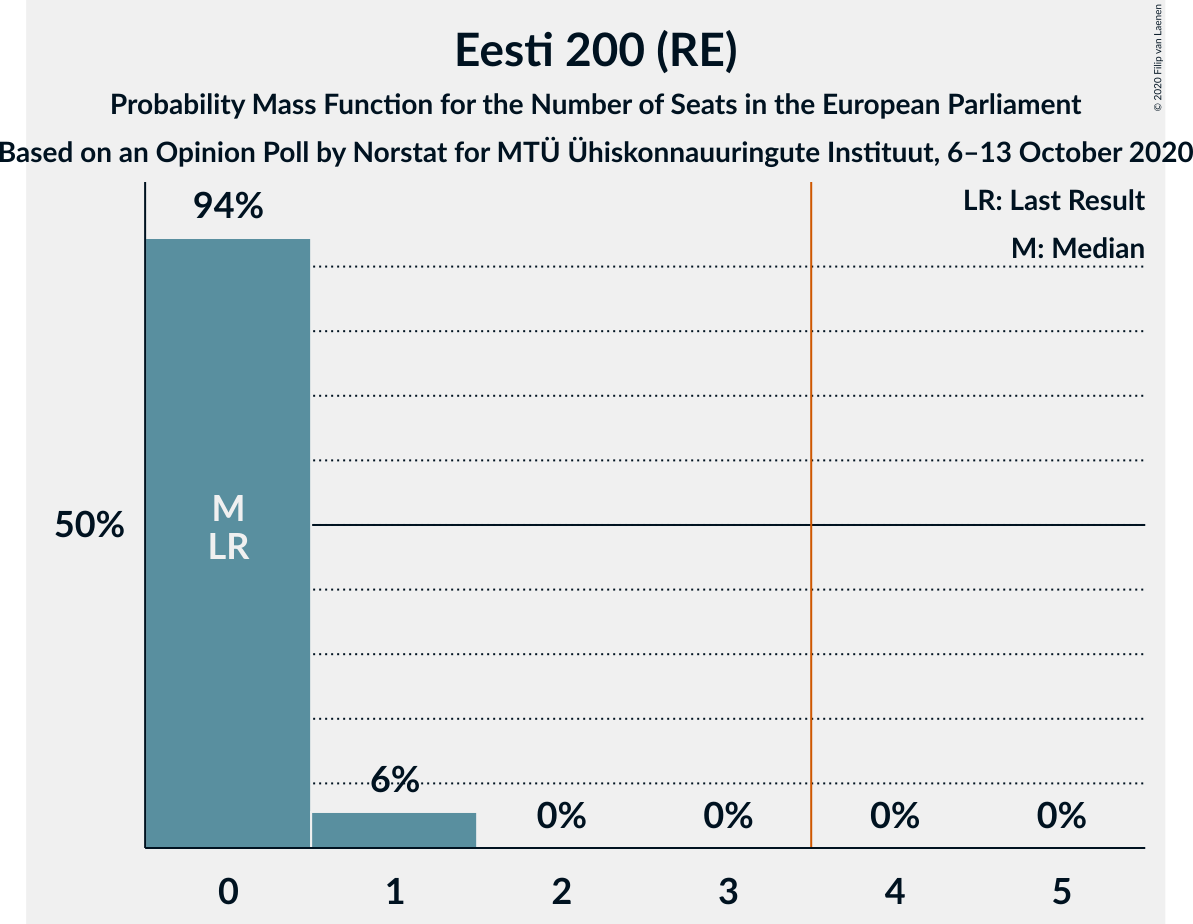 Eesti 200 (RE)
Probability Mass Function for the Number of Seats in the European Parliament
Based on an Opinion Poll by Norstat for MTÜ Ühiskonnauuringute Instituut, 6–13 October 2020
© 2020 Filip van Laenen
LR: Last Result
M: Median
94%
50%
M
LR
6%
0%
0%
0%
0%
0
1
2
3
4
5